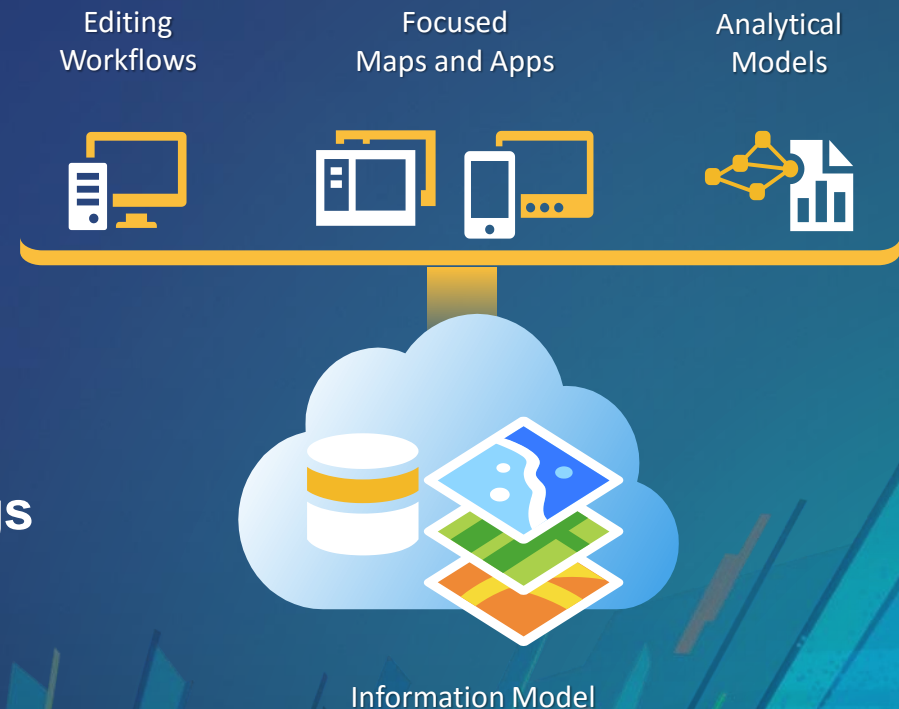 Editing
Workflows
Focused
Maps and Apps
Analytical
Models
Information Model